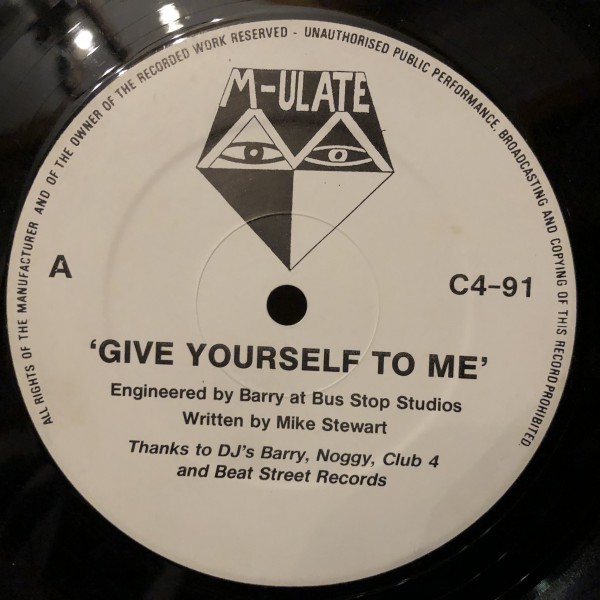 ALL RIGHTS OF THE MANUFACTURER AND OF THE OWNER OF THE RECORDED WORK RESERVED - UNAUTHORISED PUBLIC PERFORMANCE, BROADCASTING AND COPYING OF THIS RECORD PROHIBITED.
M-ULATE
A
C4-91
'GIVE YOURSELF TO ME'
Engineered by Barry at Bus Stop Studios
Written by Mike Stewart
Thanks to DJ's Barry, Noggy, Club 4
and Beat Street Records